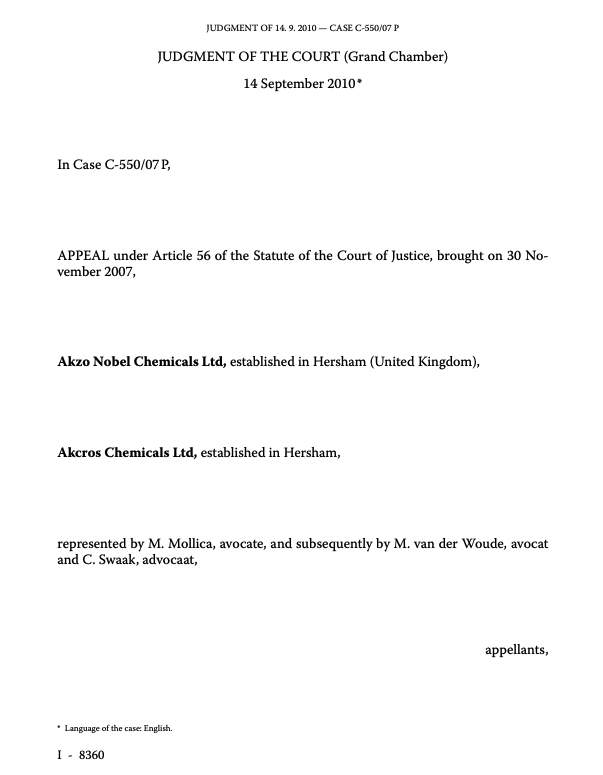 JUDGMENT OF 14. 9. 2010 — CASE C-550/07 P
JUDGMENT OF THE COURT (Grand Chamber)
14 September 2010*
In Case C-550/07 P,
APPEAL under Article 56 of the Statute of the Court of Justice, brought on 30 No-
vember 2007,
Akzo Nobel Chemicals Ltd, established in Hersham (United Kingdom),
Akcros Chemicals Ltd, established in Hersham,
represented by M. Mollica, avocate, and subsequently by M. van der Woude, avocat
and C. Swaak, advocaat,
appellants,
* Language of the case: English.
I - 8360